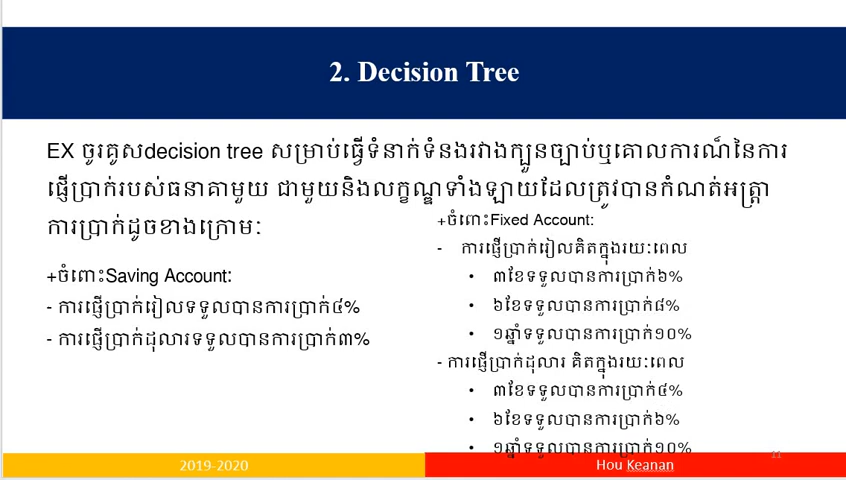 2. Decision Tree
EX ចូរគូសdecision tree សម្រាប់ធ្វើទំនាក់ទំនងរវាងក្បួនច្បាប់ឬគោលការណ៍នៃការ
ផ្ញើប្រាក់របស់ធនាគាមួយ ជាមួយនិងលក្ខណ្ឌទាំងឡាយដែលត្រូវបានកំណត់អត្រ្តា
ការប្រាក់ដូចខាងក្រោម:
+ចំពោះSaving Account:
- ការផ្ញើប្រាក់រៀលទទួលបានការប្រាក់៤%
- ការផ្ញើប្រាក់ដុលារទទួលបានការប្រាក់៣%
+ចំពោះFixed Account:
- ការផ្ញើប្រាក់រៀលគិតក្នុងរយៈពេល
• ៣ខែទទួលបានការប្រាក់៦%
• ៦ខែទទួលបានការប្រាក់៨%
• ១ឆ្នាំទទួលបានការប្រាក់១០%
- ការផ្ញើប្រាក់ដុលារ គិតក្នុងរយៈពេល
• ៣ខែទទួលបានការប្រាក់៤%
• ៦ខែទទួលបានការប្រាក់៦%
• ១ឆ្នាំទទួលបានការប្រាក់១០%
2019-2020
Hou Keanan
11